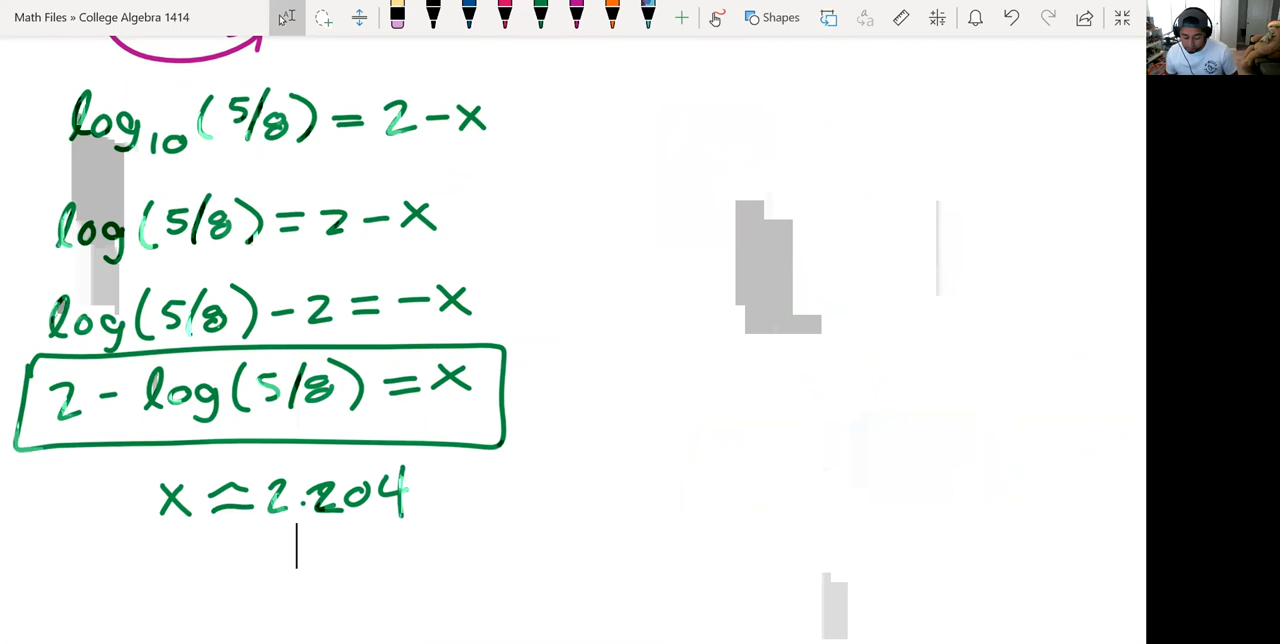 Math Files » College Algebra 1414
Shapes
log₁₀(5/8) = 2 - x
log(5/8) = 2 - x
log(5/8) - 2 = -x
2 - log(5/8) = x
x ≈ 2.204